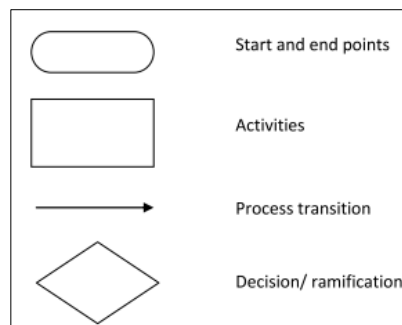 Start and end points
Activities
Process transition
Decision/ ramification